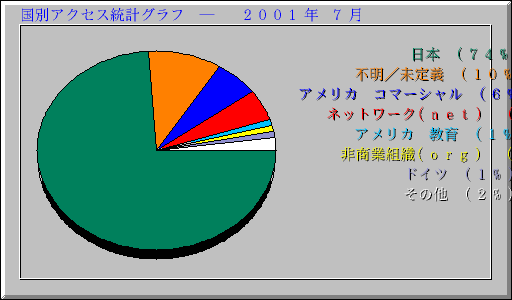 国別アクセス統計グラフ ― ２００１年 ７月
日本 (７４%
不明／未定義 (１０%
アメリカ コマーシャル (６%
ネットワーク(ｎｅｔ) (
アメリカ 教育 (１%
非商業組織(ｏｒｇ) (
ドイツ (１%)
その他 (２%)